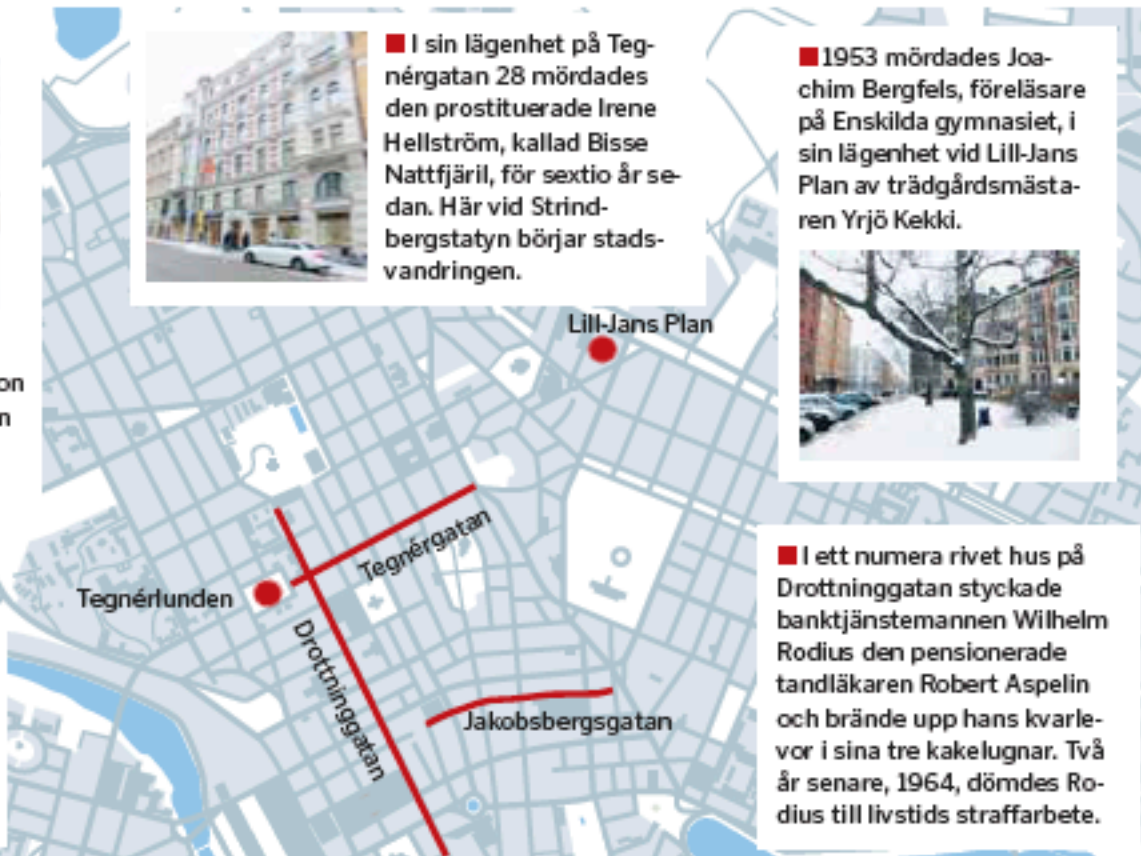 ■ I sin lägenhet på Teg-
nérgatan 28 mördades
den prostituerade Irene
Hellström, kallad Bisse
Nattfjäril, för sextio år se-
dan. Här vid Strind-
bergstatyn börjar stads-
vandringen.
■ 1953 mördades Joa-
chim Bergfels, föreläsare
på Enskilda gymnasiet, i
sin lägenhet vid Lill-Jans
Plan av trädgårdsmästa-
ren Yrjö Kekki.
Lill-Jans Plan
on
n
Tegnérgatan
Tegnérlunden
Drottninggatan
Jakobsbergsgatan
■ I ett numera rivet hus på
Drottninggatan styckade
banktjänstemannen Wilhelm
Rodius den pensionerade
tandläkaren Robert Aspelin
och brände upp hans kvarle-
vor i sina tre kakelugnar. Två
år senare, 1964, dömdes Ro-
dius till livstids straffarbete.